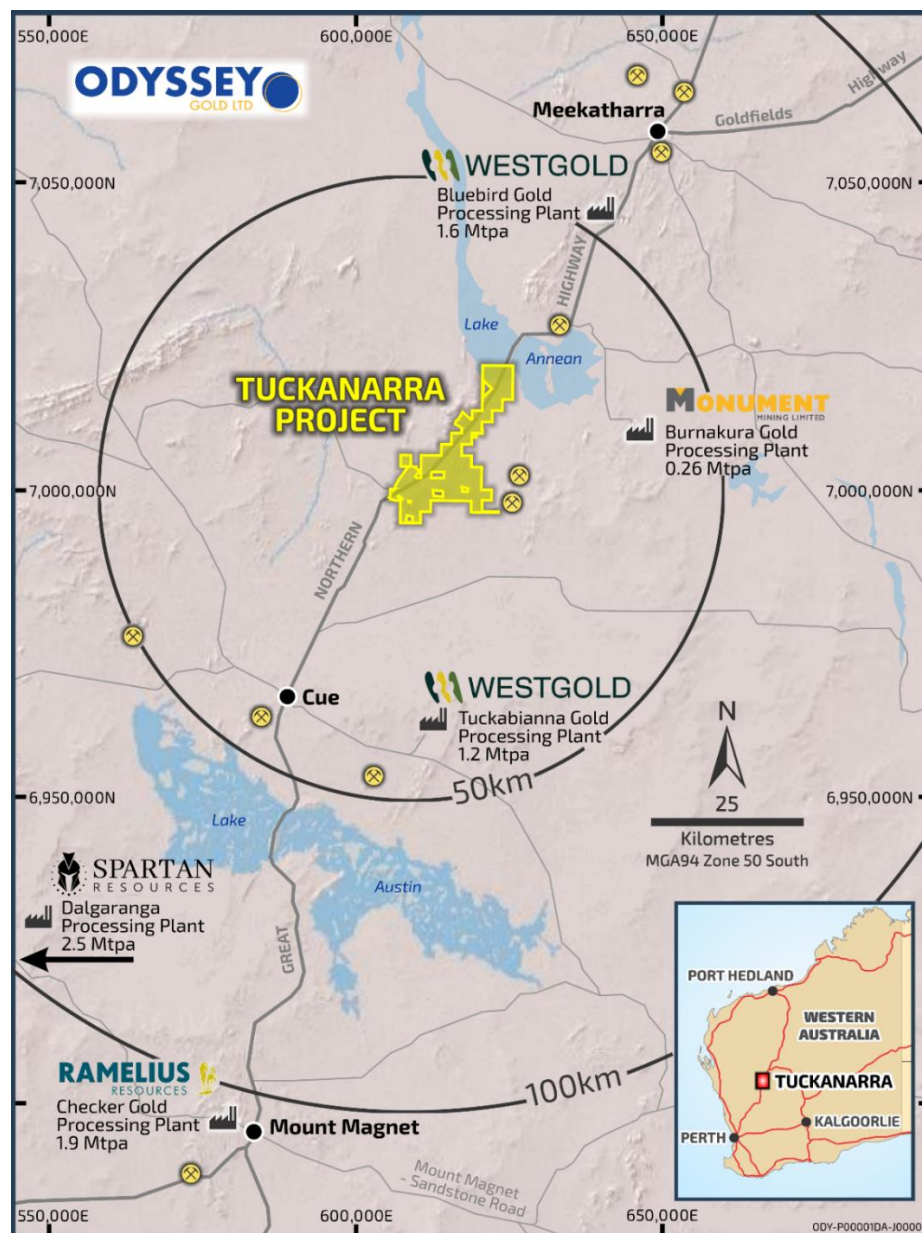 550,000E
600,000E
650,000E
ODYSSEY
GOLD LTD
Meekatharra
Goldfields
Highway
7,050,000N
7,050,000N
WESTGOLD
Bluebird Gold
Processing Plant
1.6 Mtpa
HIGHWAY
Lake
Annean
TUCKANARRA
PROJECT
MONUMENT
MINING LIMITED
Burnakura Gold
Processing Plant
0.26 Mtpa
7,000,000N
7,000,000N
NORTHERN
WESTGOLD
Tuckabianna Gold
Processing Plant
1.2 Mtpa
Cue
N
50km
6,950,000N
6,950,000N
25
Kilometres
MGA94 Zone 50 South
Lake
Austin
SPARTAN
RESOURCES
Dalgaranga
Processing Plant
2.5 Mtpa
GREAT
PORT HEDLAND
WESTERN
AUSTRALIA
TUCKANARRA
KALGOORLIE
PERTH
RAMELIUS
RESOURCES
Checker Gold
Processing Plant
1.9 Mtpa
100km
Mount Magnet
Mount Magnet
- Sandstone Road
550,000E
600,000E
650,000E